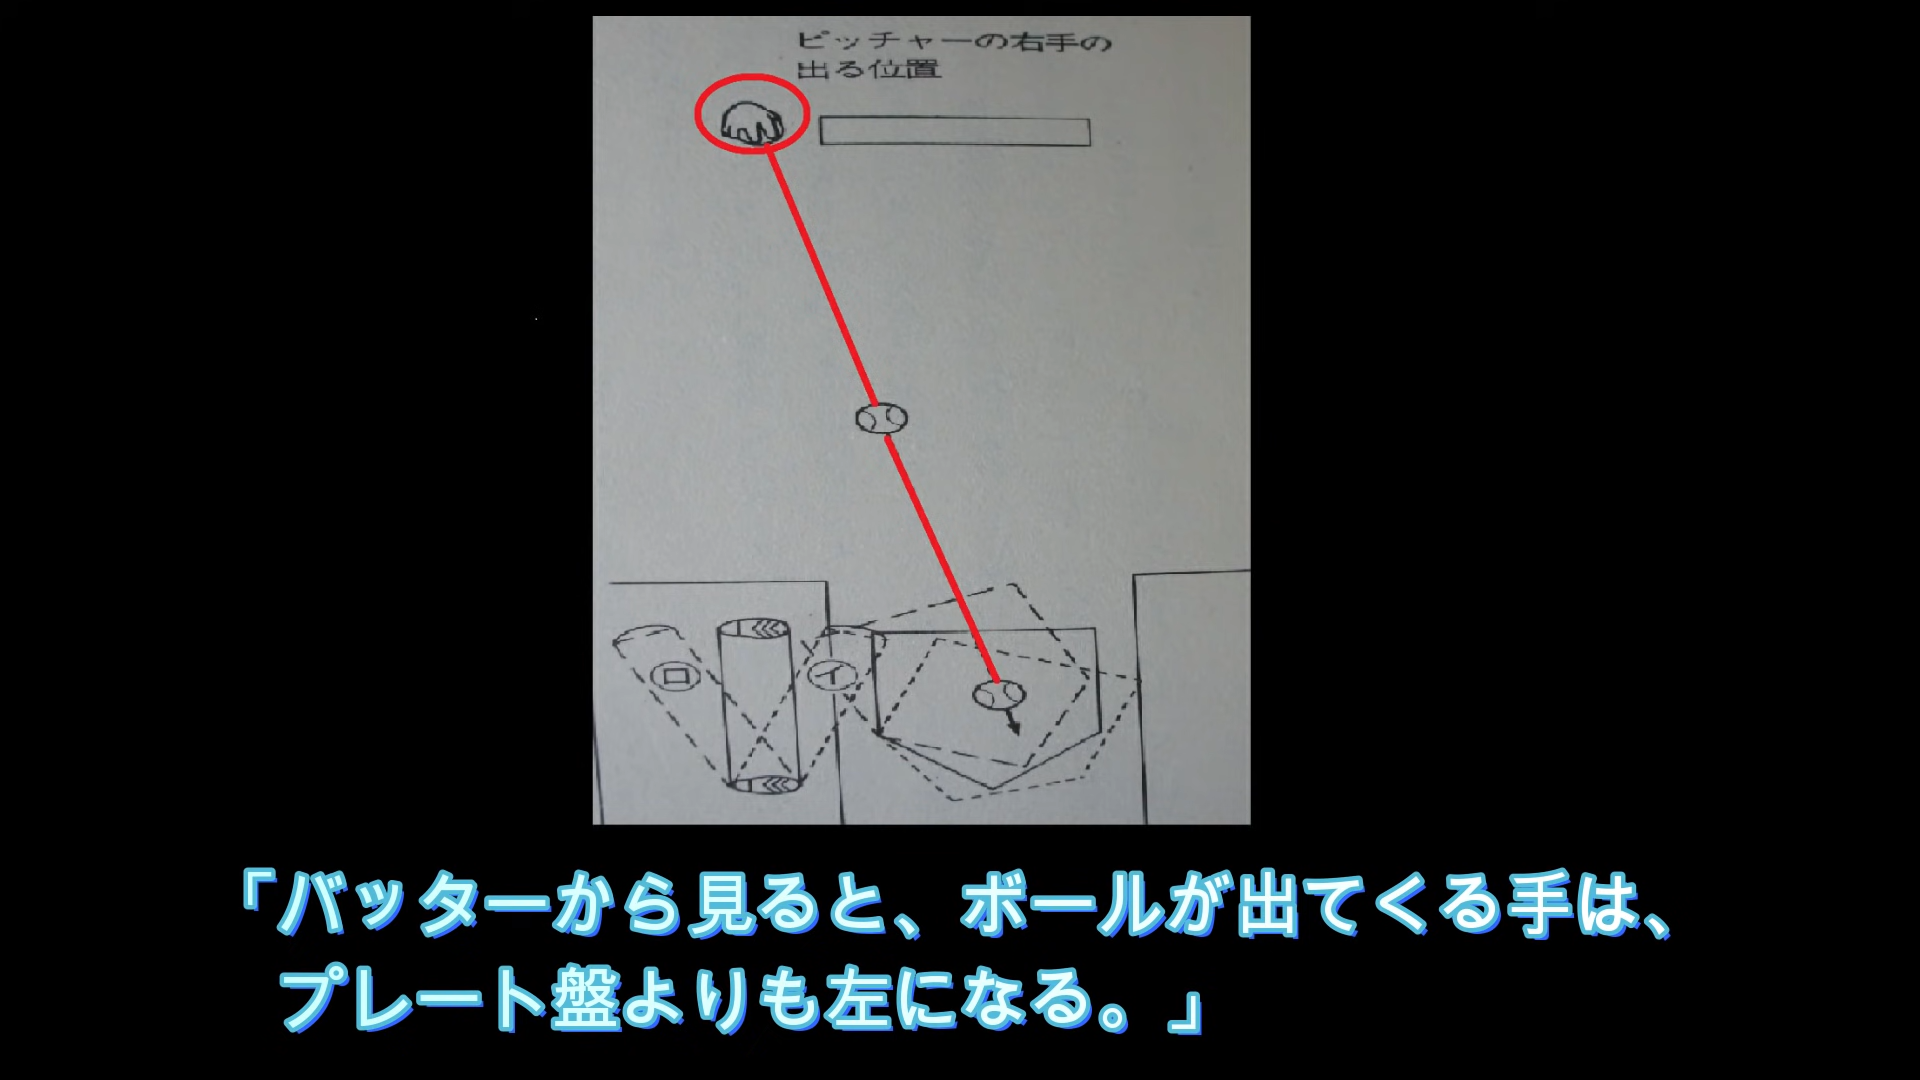 ピッチャーの右手の
出る位置
ロ
イ
「バッターから見ると、ボールが出てくる手は、
プレート盤よりも左になる。」